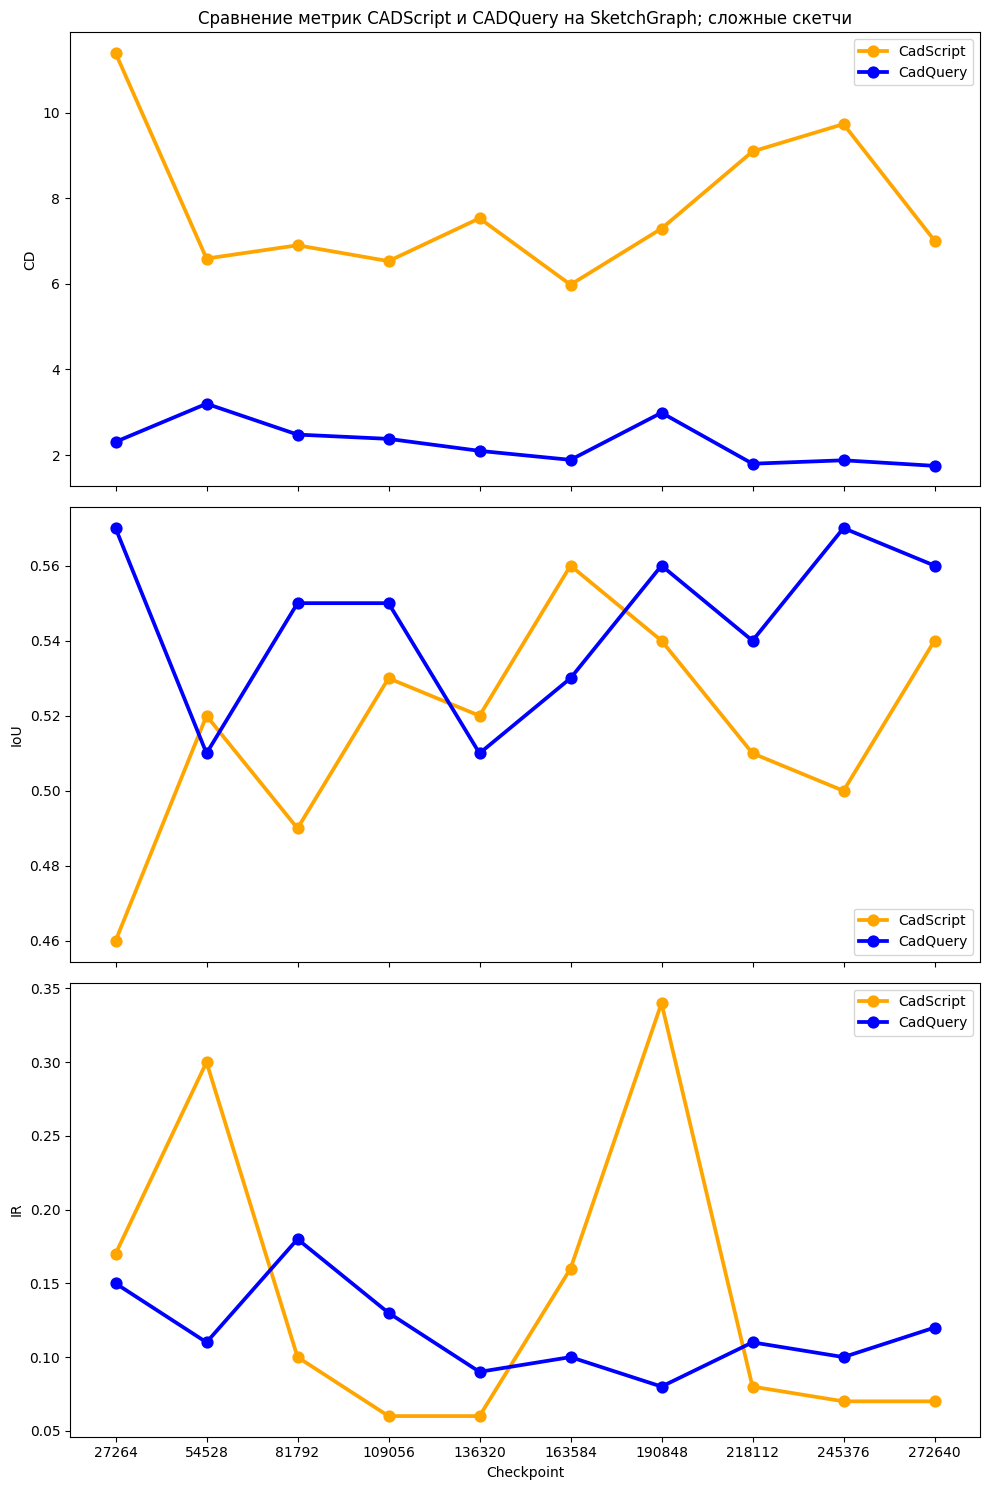 Сравнение метрик CADScript и CADQuery на SketchGraph; сложные скетчи
CadScript
CadQuery
10
8
6
4
2
CD
0.56
0.54
0.52
0.50
0.48
0.46
IoU
CadScript
CadQuery
0.35
0.30
0.25
0.20
0.15
0.10
0.05
IR
CadScript
CadQuery
27264 54528 81792 109056 136320 163584 190848 218112 245376 272640
Checkpoint